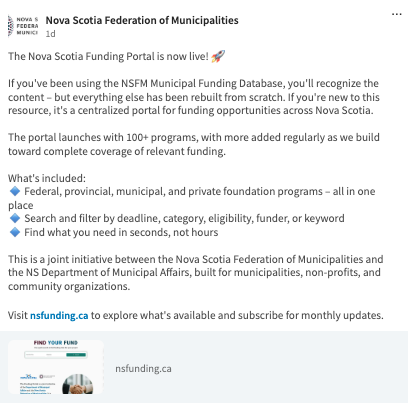 NOVA S
FEDERA
MUNICI
Nova Scotia Federation of Municipalities
1d
The Nova Scotia Funding Portal is now live! 🚀
If you've been using the NSFM Municipal Funding Database, you'll recognize the
content – but everything else has been rebuilt from scratch. If you're new to this
resource, it's a centralized portal for funding opportunities across Nova Scotia.
The portal launches with 100+ programs, with more added regularly as we build
toward complete coverage of relevant funding.
What's included:
🔷 Federal, provincial, municipal, and private foundation programs – all in one
place
🔷 Search and filter by deadline, category, eligibility, funder, or keyword
🔷 Find what you need in seconds, not hours
This is a joint initiative between the Nova Scotia Federation of Municipalities and
the NS Department of Municipal Affairs, built for municipalities, non-profits, and
community organizations.
Visit nsfunding.ca to explore what's available and subscribe for monthly updates.
FIND YOUR FUND
nsfunding.ca